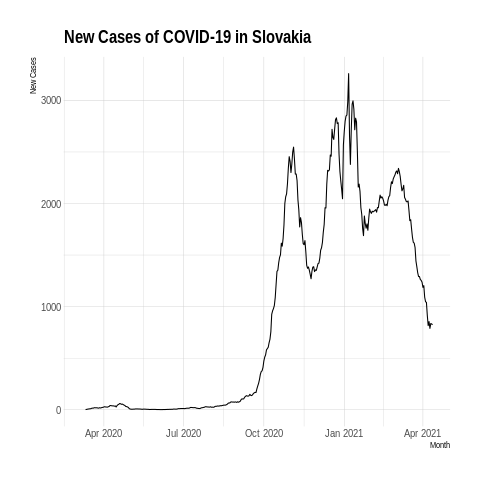 New Cases of COVID-19 in Slovakia
New Cases
3000
2000
1000
0
Apr 2020 Jul 2020 Oct 2020 Jan 2021 Apr 2021
Month